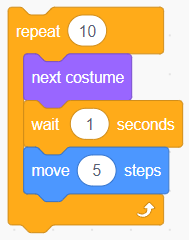 repeat 10
next costume
wait 1 seconds
move 5 steps